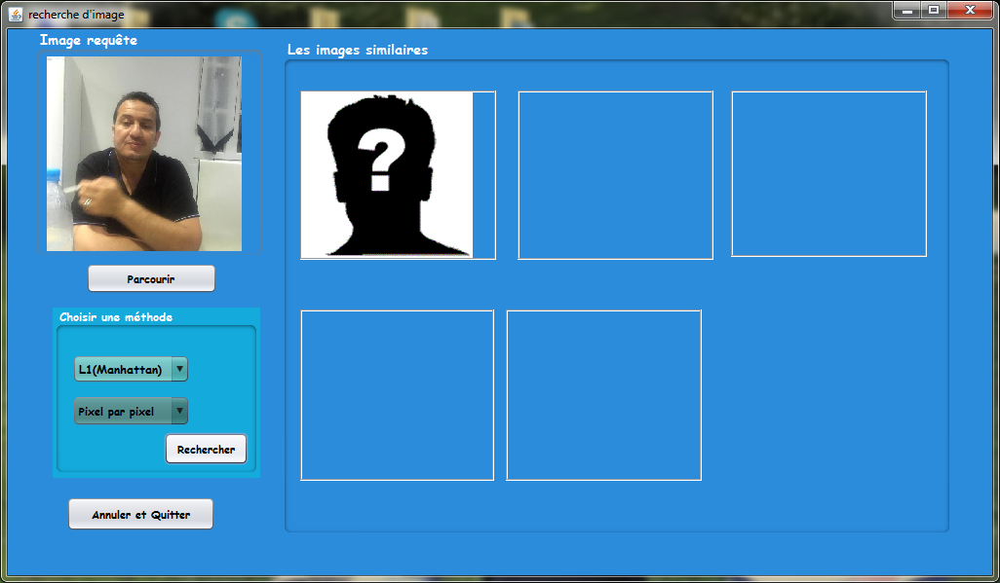 recherche d'image
Image requête
Les images similaires
?
Parcourir
Choisir une méthode
L1(Manhattan)
Pixel par pixel
Rechercher
Annuler et Quitter